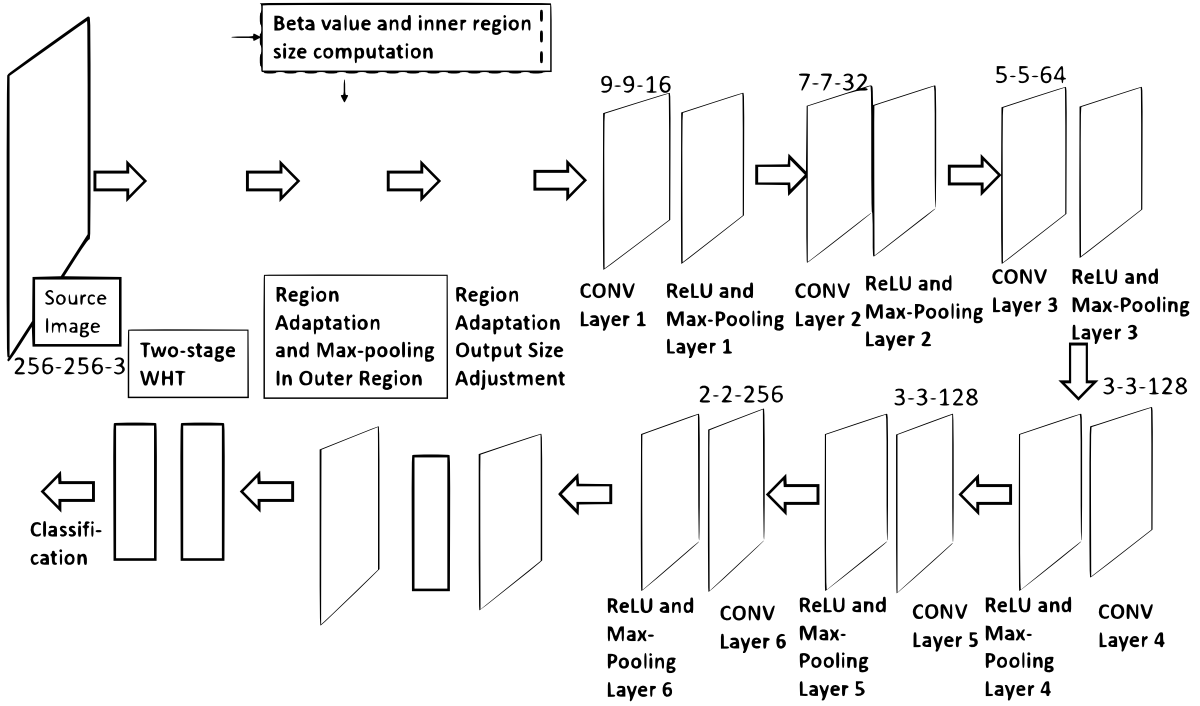 Beta value and inner region
size computation
9-9-16
7-7-32
5-5-64
Source
Image
256-256-3
Two-stage
WHT
Region
Adaptation
and Max-pooling
In Outer Region
Region
Adaptation
Output Size
Adjustment
CONV
Layer 1
ReLU and
Max-Pooling
Layer 1
CONV
Layer 2
ReLU and
Max-Pooling
Layer 2
CONV
Layer 3
ReLU and
Max-Pooling
Layer 3
3-3-128
CONV
Layer 4
ReLU and
Max-
Pooling
Layer 4
3-3-128
CONV
Layer 5
ReLU and
Max-
Pooling
Layer 5
2-2-256
CONV
Layer 6
ReLU and
Max-
Pooling
Layer 6
Classifi-
cation